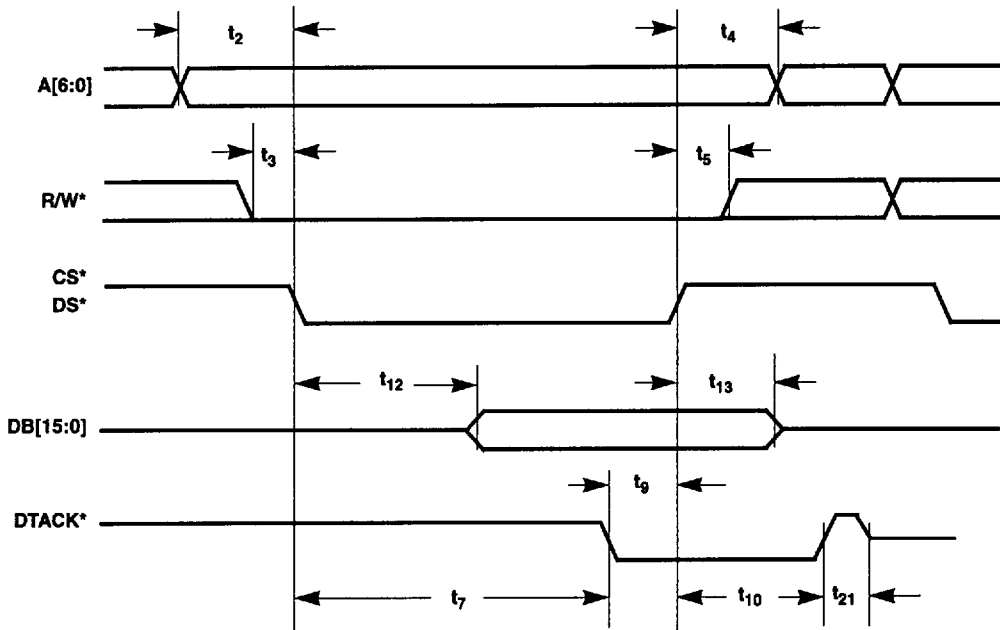 t2 t4
A[6:0]
t3 t5
R/W*
CS*
DS*
t12 t13
DB[15:0]
t9
DTACK*
t7 t10 t21